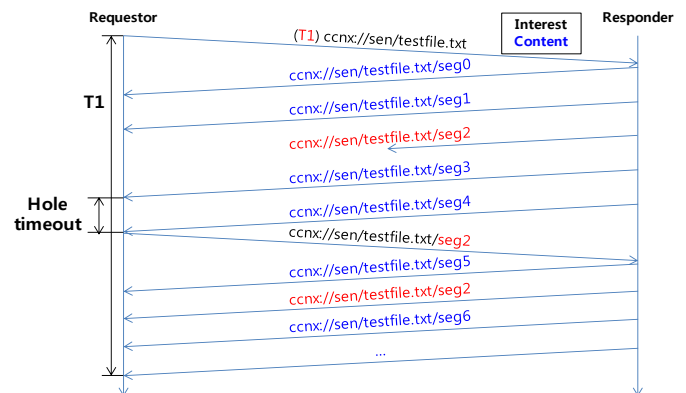 Requestor
Interest
Content
Responder
(T1) ccnx://sen/testfile.txt
ccnx://sen/testfile.txt/seg0
T1
ccnx://sen/testfile.txt/seg1
ccnx://sen/testfile.txt/seg2
ccnx://sen/testfile.txt/seg3
Hole
timeout
ccnx://sen/testfile.txt/seg4
ccnx://sen/testfile.txt/seg2
ccnx://sen/testfile.txt/seg5
ccnx://sen/testfile.txt/seg2
ccnx://sen/testfile.txt/seg6
...